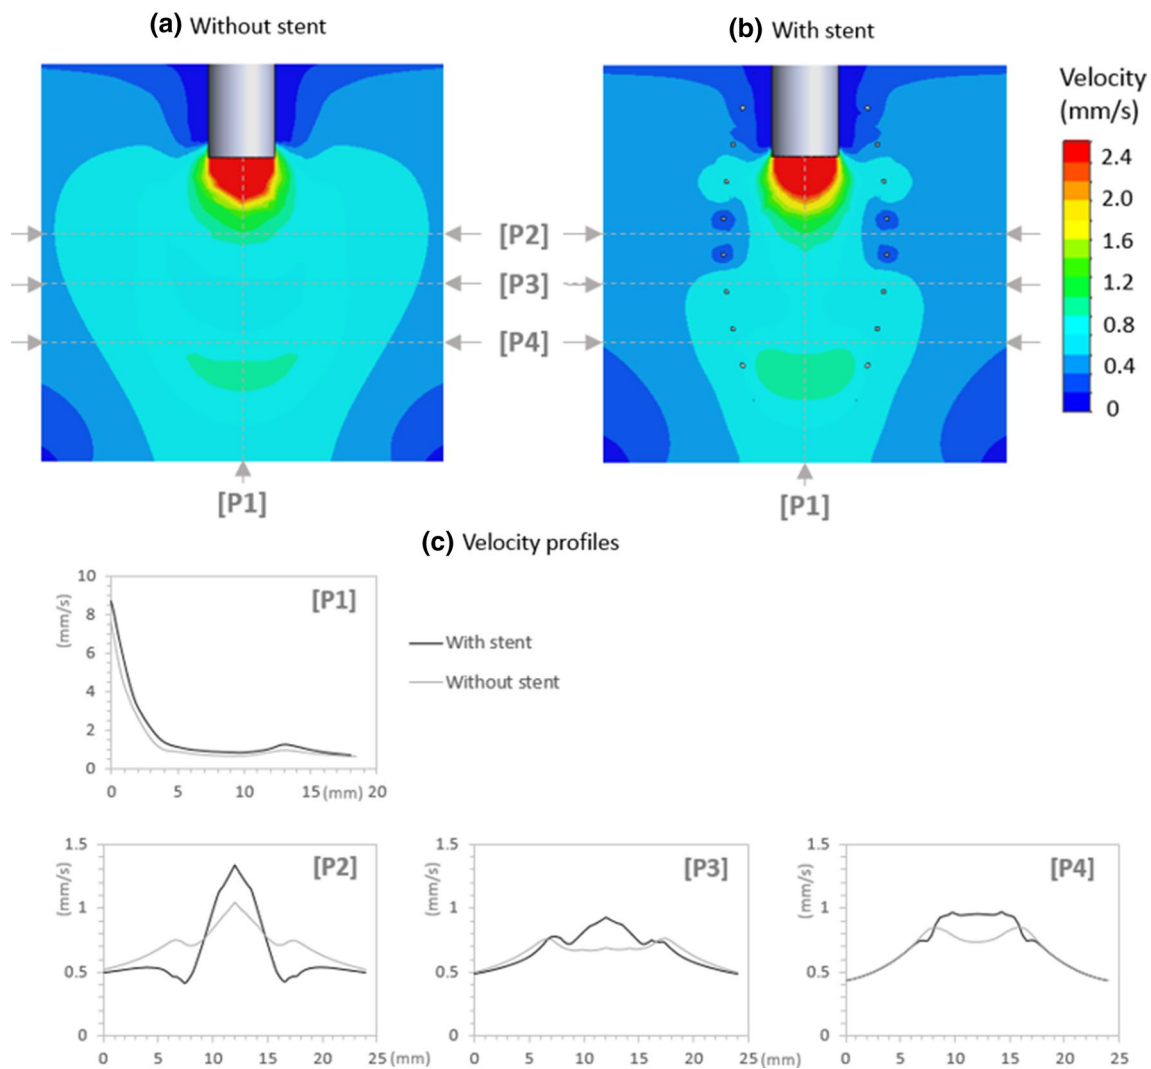 (a) Without stent
(b) With stent
Velocity
(mm/s)
2.4
2.0
1.6
1.2
0.8
0.4
0
[P2]
[P3]
[P4]
[P1]
[P1]
(c) Velocity profiles
[P1]
(mm/s)
10
8
6
4
2
0
0 5 10 15 (mm) 20
With stent
Without stent
[P2]
(mm/s)
1.5
1
0.5
0
0 5 10 15 20 25 (mm)
[P3]
(mm/s)
1.5
1
0.5
0
0 5 10 15 20 25 (mm)
[P4]
(mm/s)
1.5
1
0.5
0
0 5 10 15 20 25 (mm)